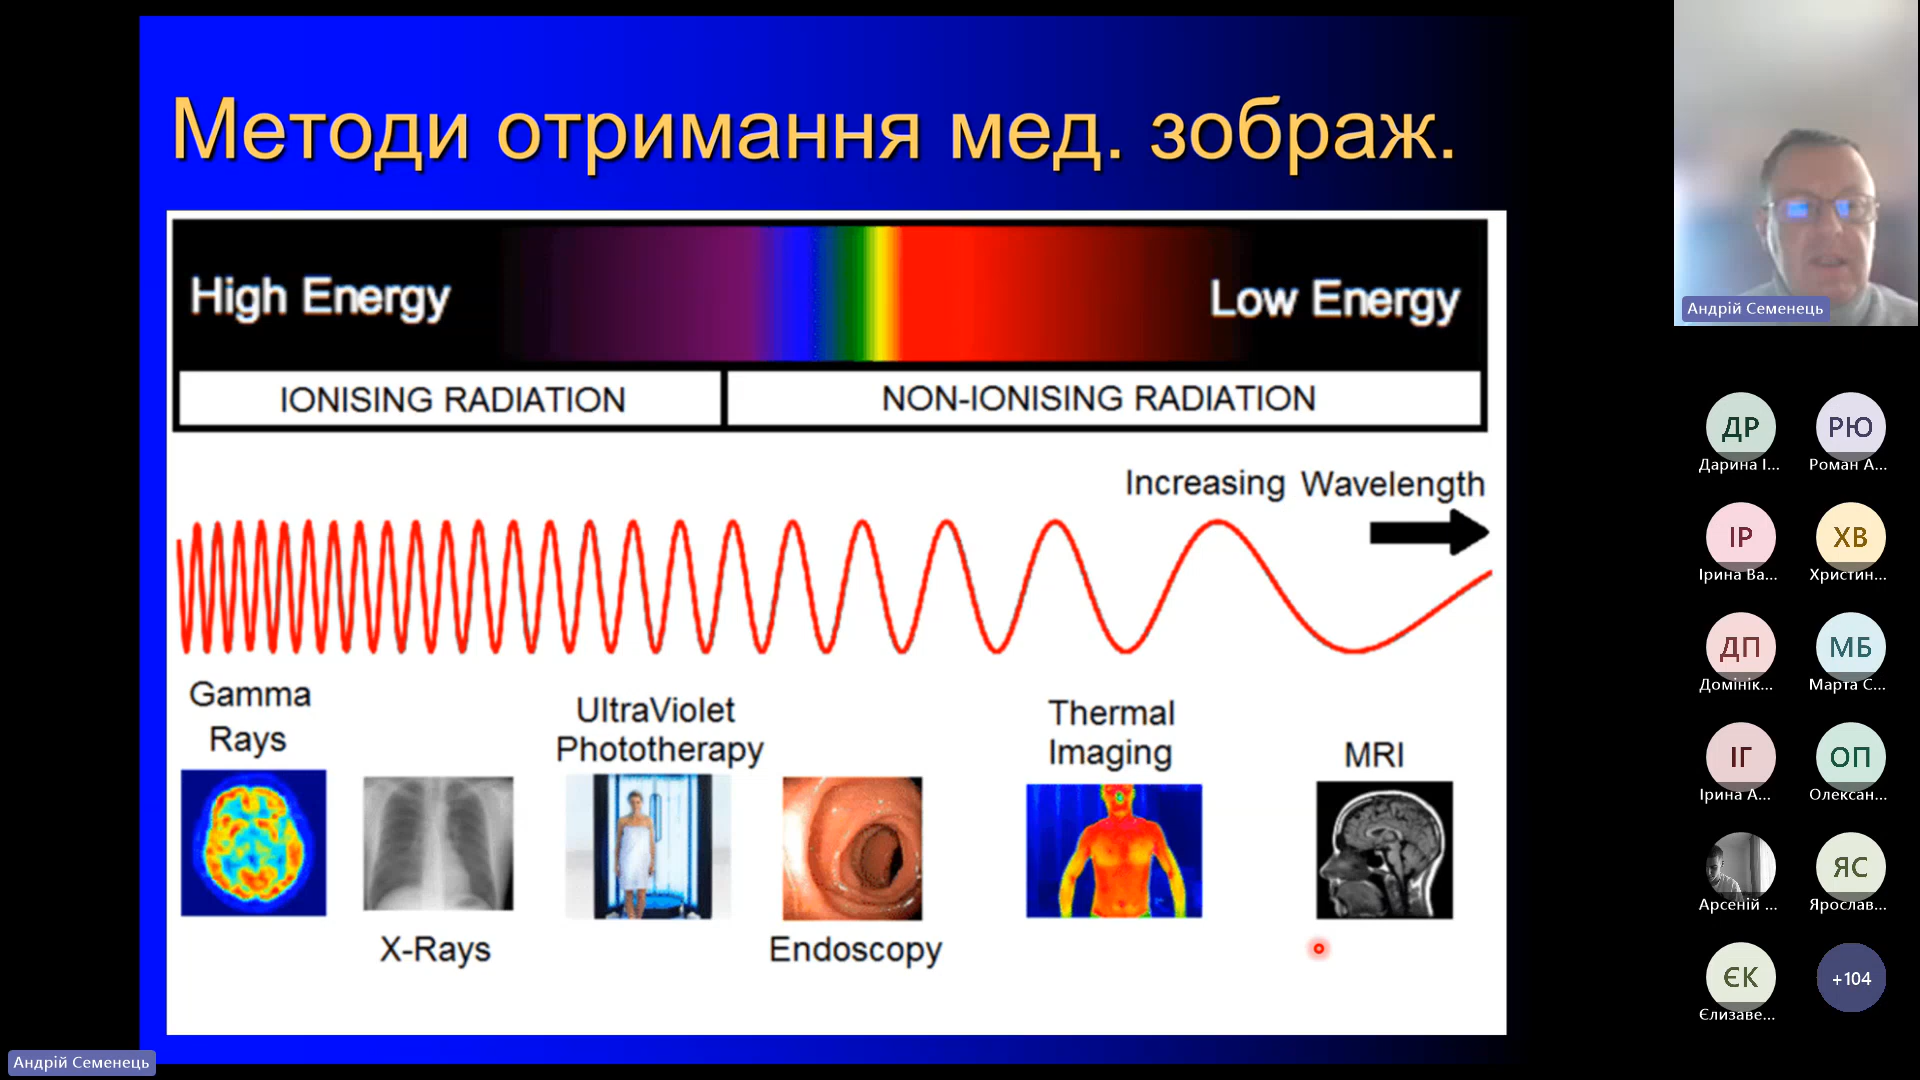 Методи отримання мед. зображ.
High Energy
Low Energy
IONISING RADIATION
NON-IONISING RADIATION
Increasing Wavelength
Gamma
Rays
UltraViolet
Phototherapy
Thermal
Imaging
MRI
X-Rays
Endoscopy
Андрій Семенець
Андрій Семенець
ДР
Дарина І...
РЮ
Роман А...
ІР
Ірина Ва...
ХВ
Христин...
ДП
Домінік...
МБ
Марта С...
ІГ
Ірина А...
ОП
Олексан...
Арсеній ...
ЯС
Ярослав...
ЄК
Єлизаве...
+104